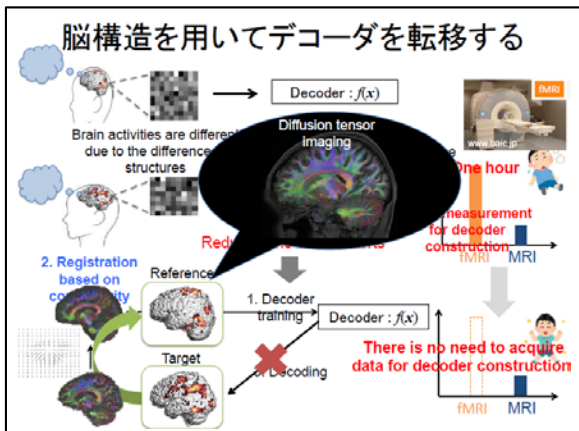 脳構造を用いてデコーダを転移する
Decoder : f(x)
fMRI
Brain activities are different
due to the difference
structures
Diffusion tensor
imaging
www.baic.jp
One hour
measurement
for decoder
construction
fMRI
MRI
2. Registration
based on
Reference
1. Decoder
training
Decoder : f(x)
Target
Decoding
There is no need to acquire
data for decoder construction
fMRI
MRI